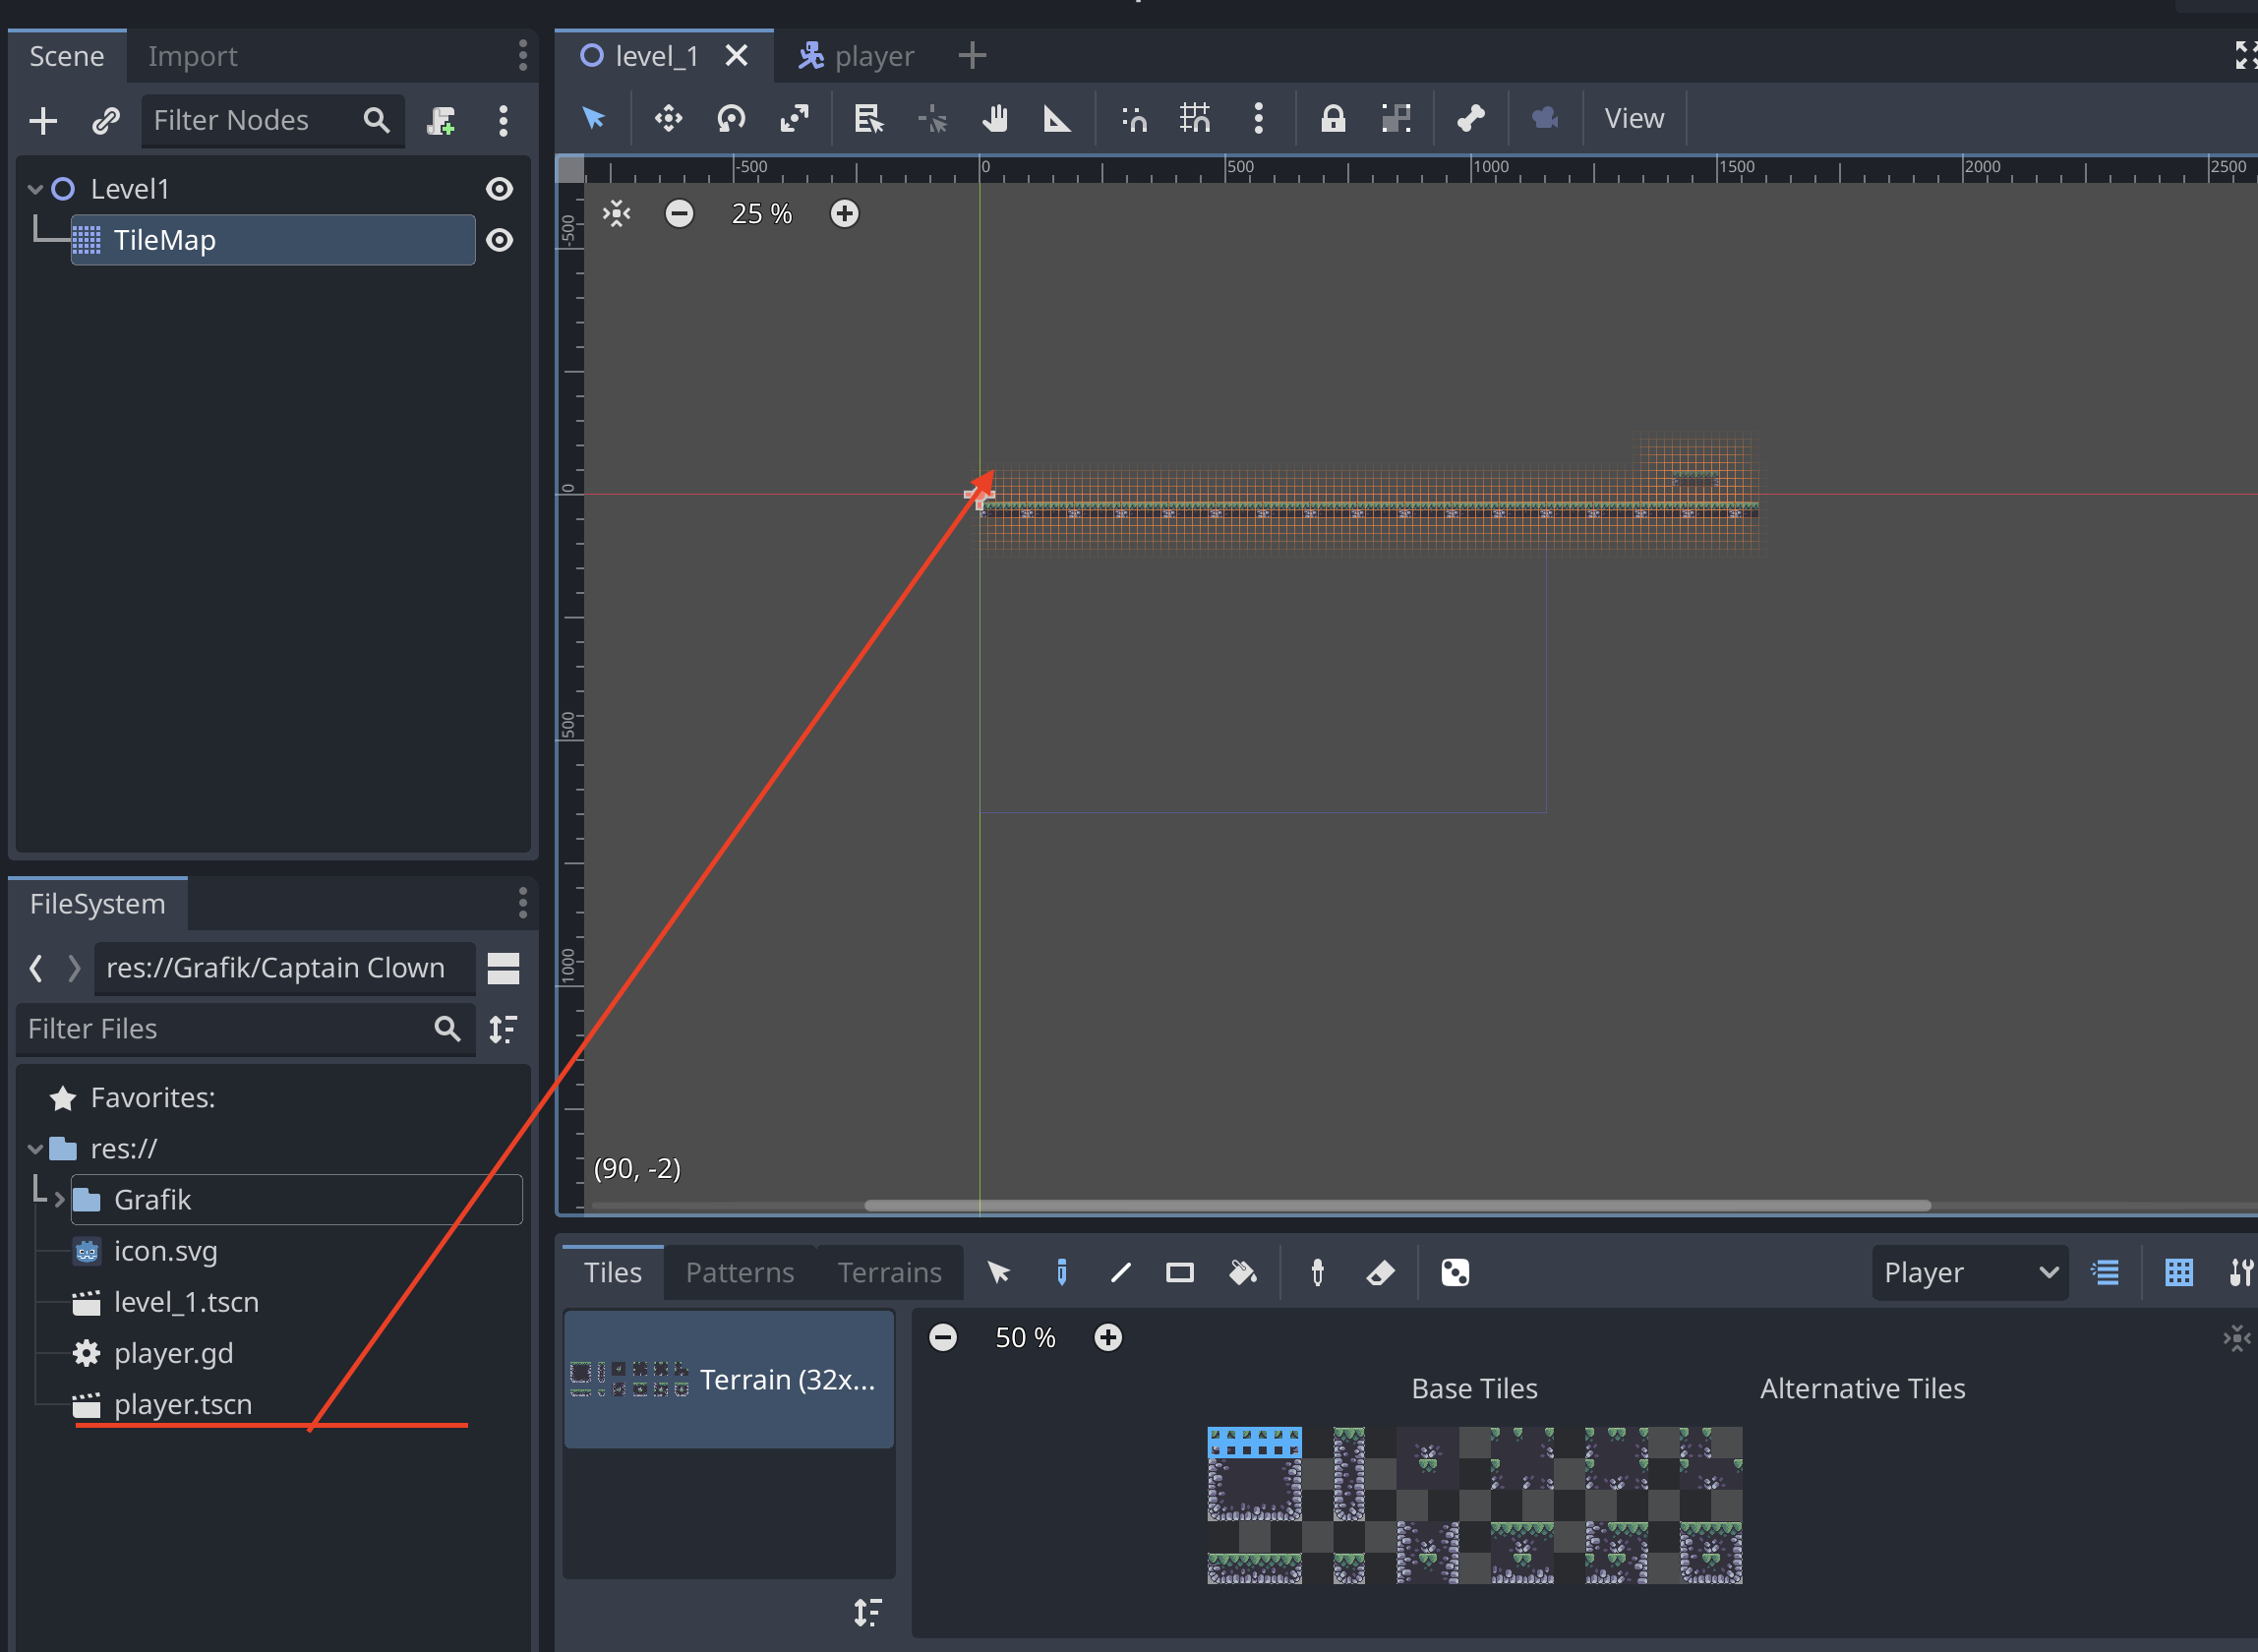 Scene Import
level_1 player
Filter Nodes
View
Level1
TileMap
-500 0 500 1000 1500 2000 2500
-500
0
500
1000
25 %
(90, -2)
FileSystem
res://Grafik/Captain Clown
Filter Files
Favorites:
res://
Grafik
icon.svg
level_1.tscn
player.gd
player.tscn
Tiles Patterns Terrains
Player
Terrain (32x...
50 %
Base Tiles Alternative Tiles